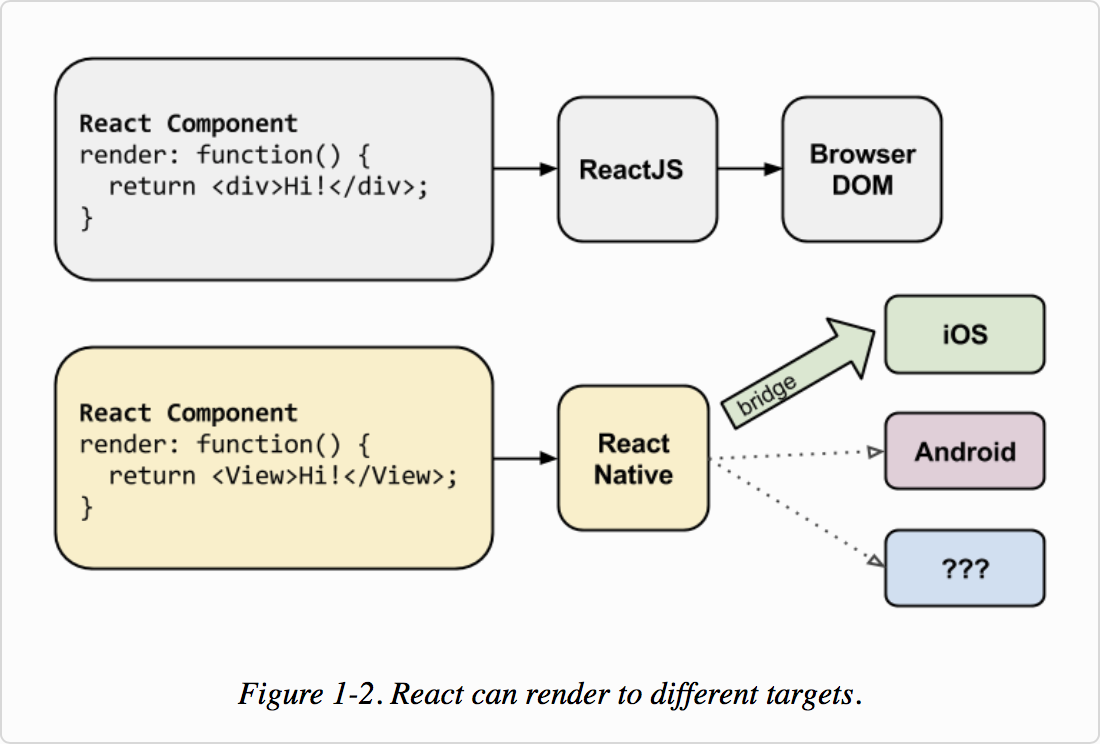 React Component
render: function() {
  return <div>Hi!</div>;
}
ReactJS
Browser
DOM
React Component
render: function() {
  return <View>Hi!</View>;
}
React
Native
bridge
iOS
Android
???
Figure 1-2. React can render to different targets.